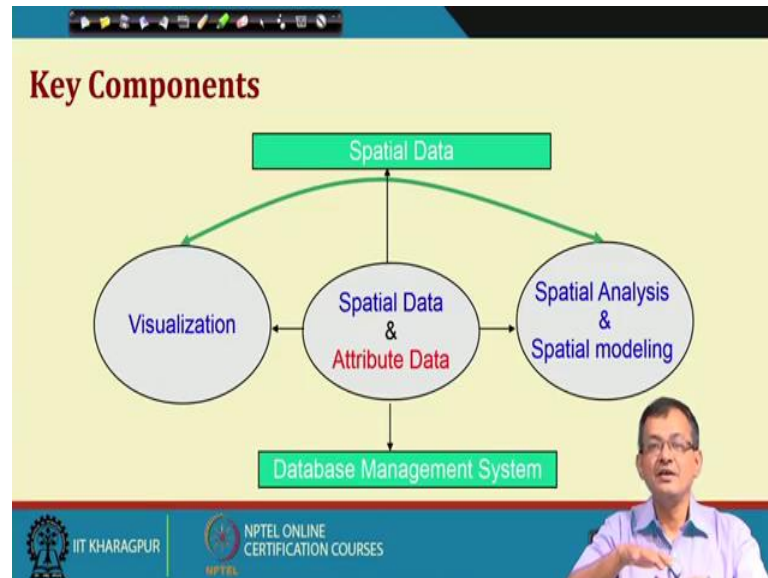 Key Components
Spatial Data
Visualization
Spatial Data
&
Attribute Data
Spatial Analysis
&
Spatial modeling
Database Management System
IIT KHARAGPUR
NPTEL
NPTEL ONLINE
CERTIFICATION COURSES